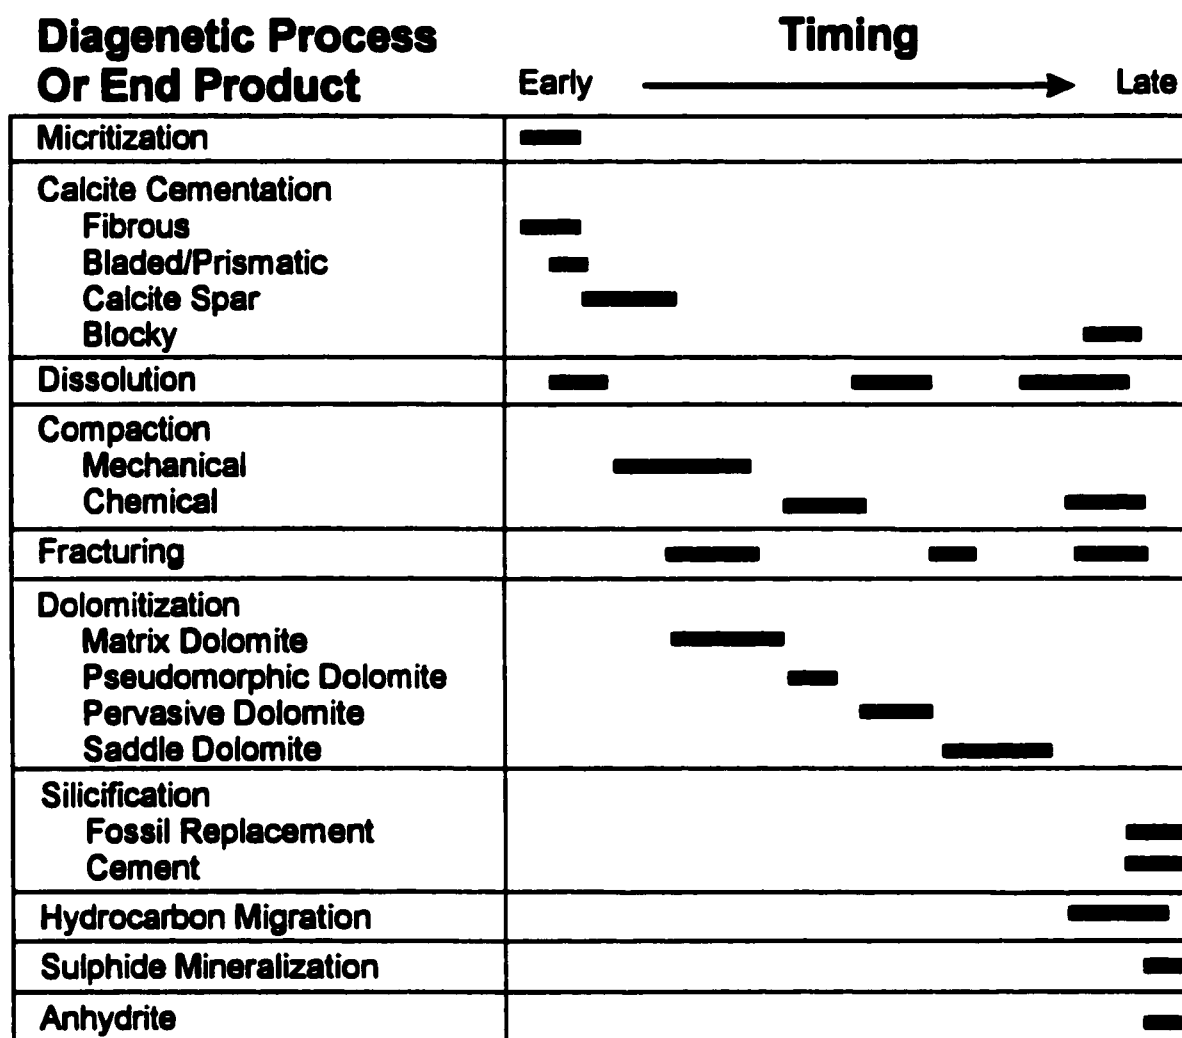 Diagenetic Process
Or End Product
Timing
Early
Late
Micritization
Calcite Cementation
Fibrous
Bladed/Prismatic
Calcite Spar
Blocky
Dissolution
Compaction
Mechanical
Chemical
Fracturing
Dolomitization
Matrix Dolomite
Pseudomorphic Dolomite
Pervasive Dolomite
Saddle Dolomite
Silicification
Fossil Replacement
Cement
Hydrocarbon Migration
Sulphide Mineralization
Anhydrite